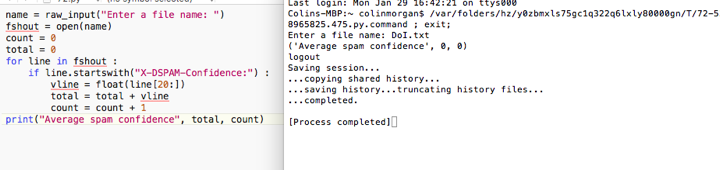 name = raw_input("Enter a file name: ")
fshout = open(name)
count = 0
total = 0
for line in fshout :
    if line.startswith("X-DSPAM-Confidence:") :
        vline = float(line[20:])
        total = total + vline
        count = count + 1
print("Average spam confidence", total, count)
Last login: Mon Jan 29 16:42:21 on ttys000
Colins-MBP:~ colinmorgan$ /var/folders/hz/y0zbmxls75gc1q322q6lxly80000gn/T/72-5
8965825.475.py.command ; exit;
Enter a file name: DoI.txt
('Average spam confidence', 0, 0)
logout
Saving session...
...copying shared history...
...saving history...truncating history files...
...completed.
[Process completed]